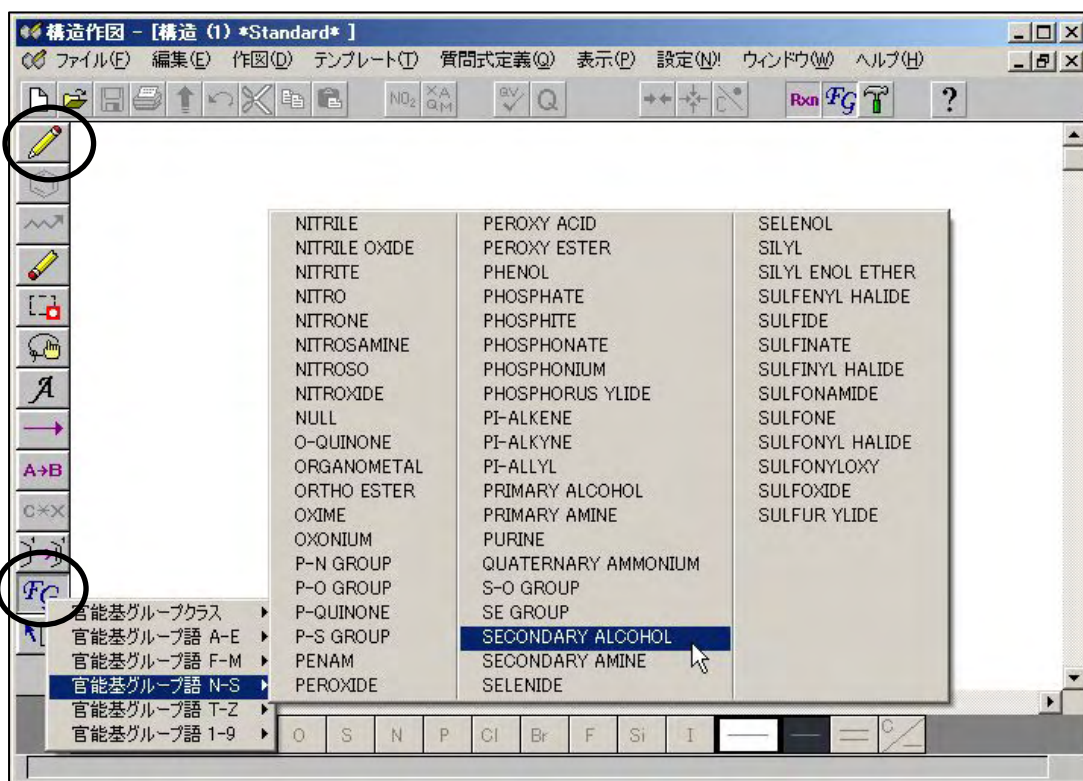 構造作図 - [構造 (1) *Standard* ]
ファイル(F) 編集(E) 作図(D) テンプレート(T) 質問式定義(Q) 表示(P) 設定(N)! ウィンドウ(W) ヘルプ(H)
NO₂ XA QM QV Q Rxn FG ?
A
A→B
C*X
FG
NITRILE
NITRILE OXIDE
NITRITE
NITRO
NITRONE
NITROSAMINE
NITROSO
NITROXIDE
NULL
O-QUINONE
ORGANOMETAL
ORTHO ESTER
OXIME
OXONIUM
P-N GROUP
P-O GROUP
P-QUINONE
P-S GROUP
PENAM
PEROXIDE
PEROXY ACID
PEROXY ESTER
PHENOL
PHOSPHATE
PHOSPHITE
PHOSPHONATE
PHOSPHONIUM
PHOSPHORUS YLIDE
PI-ALKENE
PI-ALKYNE
PI-ALLYL
PRIMARY ALCOHOL
PRIMARY AMINE
PURINE
QUATERNARY AMMONIUM
S-O GROUP
SE GROUP
SECONDARY ALCOHOL
SECONDARY AMINE
SELENIDE
SELENOL
SILYL
SILYL ENOL ETHER
SULFENYL HALIDE
SULFIDE
SULFINATE
SULFINYL HALIDE
SULFONAMIDE
SULFONE
SULFONYL HALIDE
SULFONYLOXY
SULFOXIDE
SULFUR YLIDE
官能基グループクラス
官能基グループ語 A-E
官能基グループ語 F-M
官能基グループ語 N-S
官能基グループ語 T-Z
官能基グループ語 1-9
O S N P Cl Br F Si I C